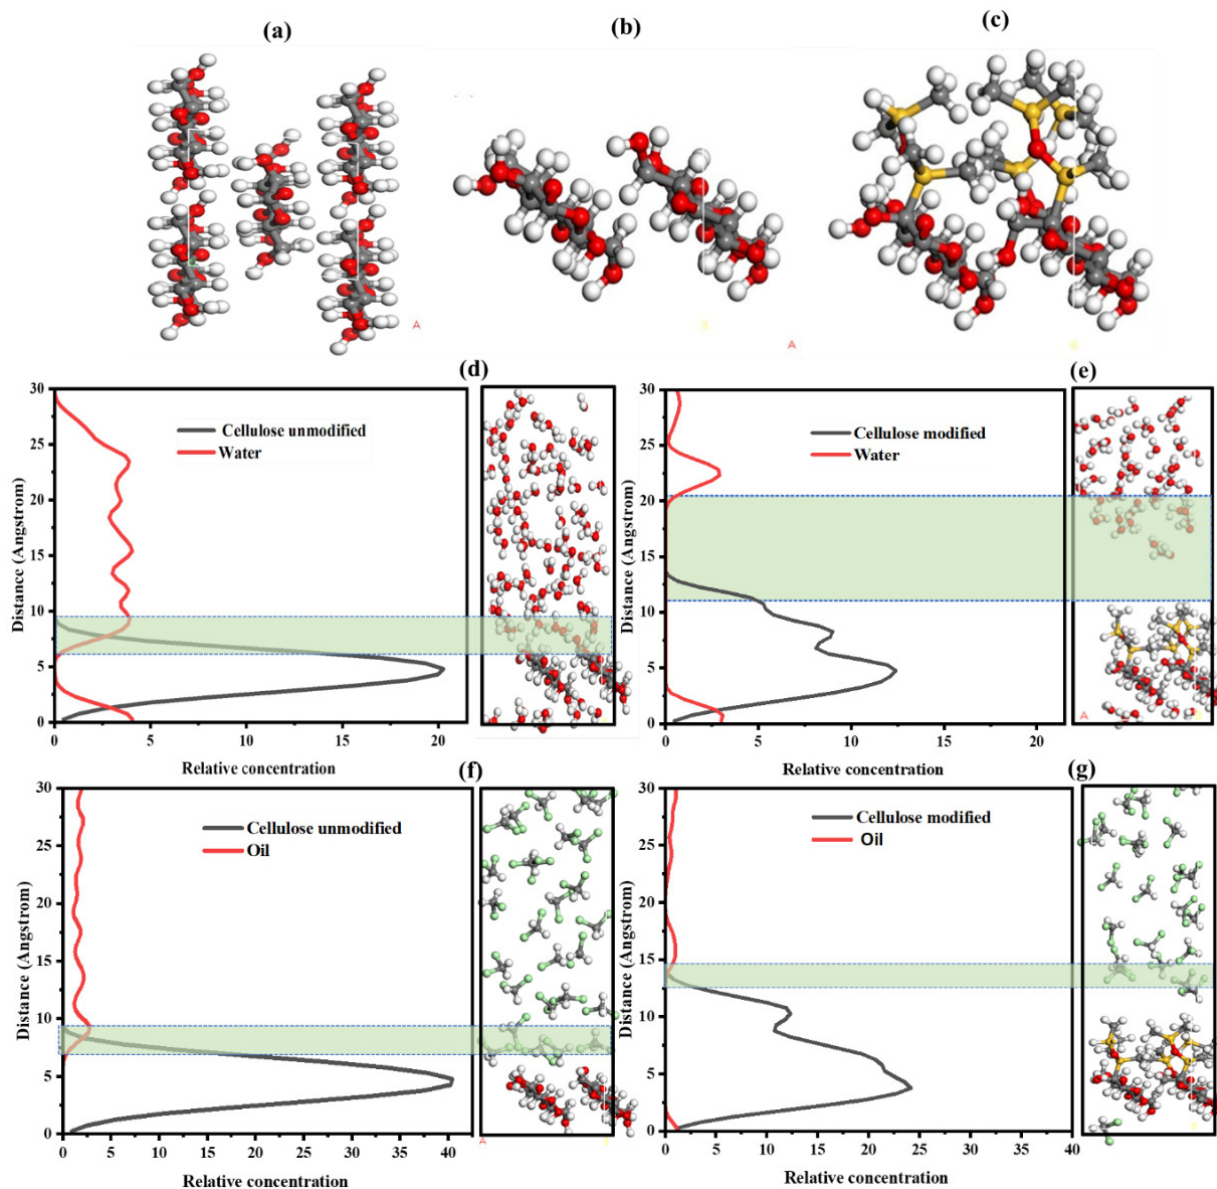 (a)
(b)
(c)
A
A
(d)
(e)
30
25
20
15
10
5
0
Distance (Angstrom)
Cellulose unmodified
Water
0 5 10 15 20
Relative concentration
30
25
20
15
10
5
0
Distance (Angstrom)
Cellulose modified
Water
0 5 10 15 20
Relative concentration
A
(f)
(g)
30
25
20
15
10
5
0
Distance (Angstrom)
Cellulose unmodified
Oil
0 5 10 15 20 25 30 35 40
Relative concentration
A
30
25
20
15
10
5
0
Distance (Angstrom)
Cellulose modified
Oil
0 5 10 15 20 25 30 35 40
Relative concentration